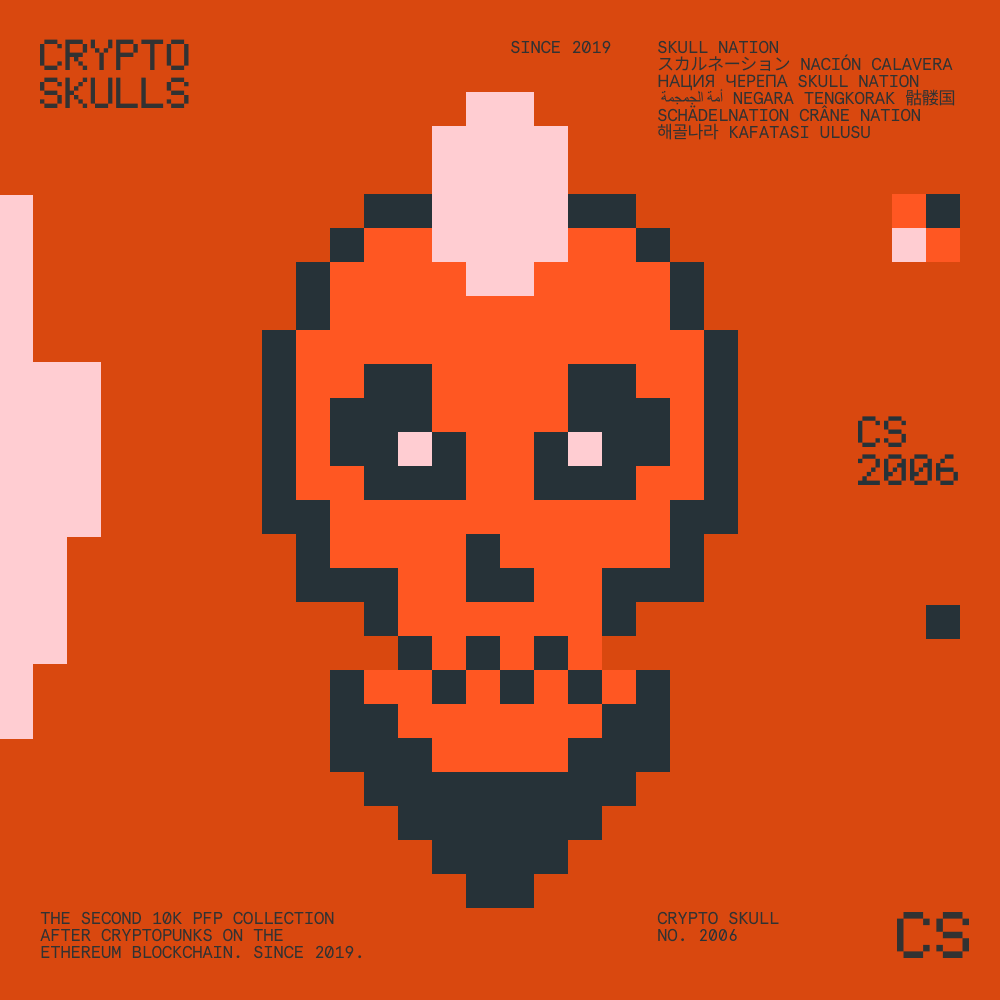 CRYPTO
SKULLS
SINCE 2019
SKULL NATION
スカルネーション NACIÓN CALAVERA
НАЦИЯ ЧЕРЕПА SKULL NATION
أمة الجمجمة NEGARA TENGKORAK 骷髅国
SCHÄDELNATION CRÂNE NATION
해골나라 KAFATASI ULUSU
CS
2006
THE SECOND 10K PFP COLLECTION
AFTER CRYPTOPUNKS ON THE
ETHEREUM BLOCKCHAIN. SINCE 2019.
CRYPTO SKULL
NO. 2006
CS